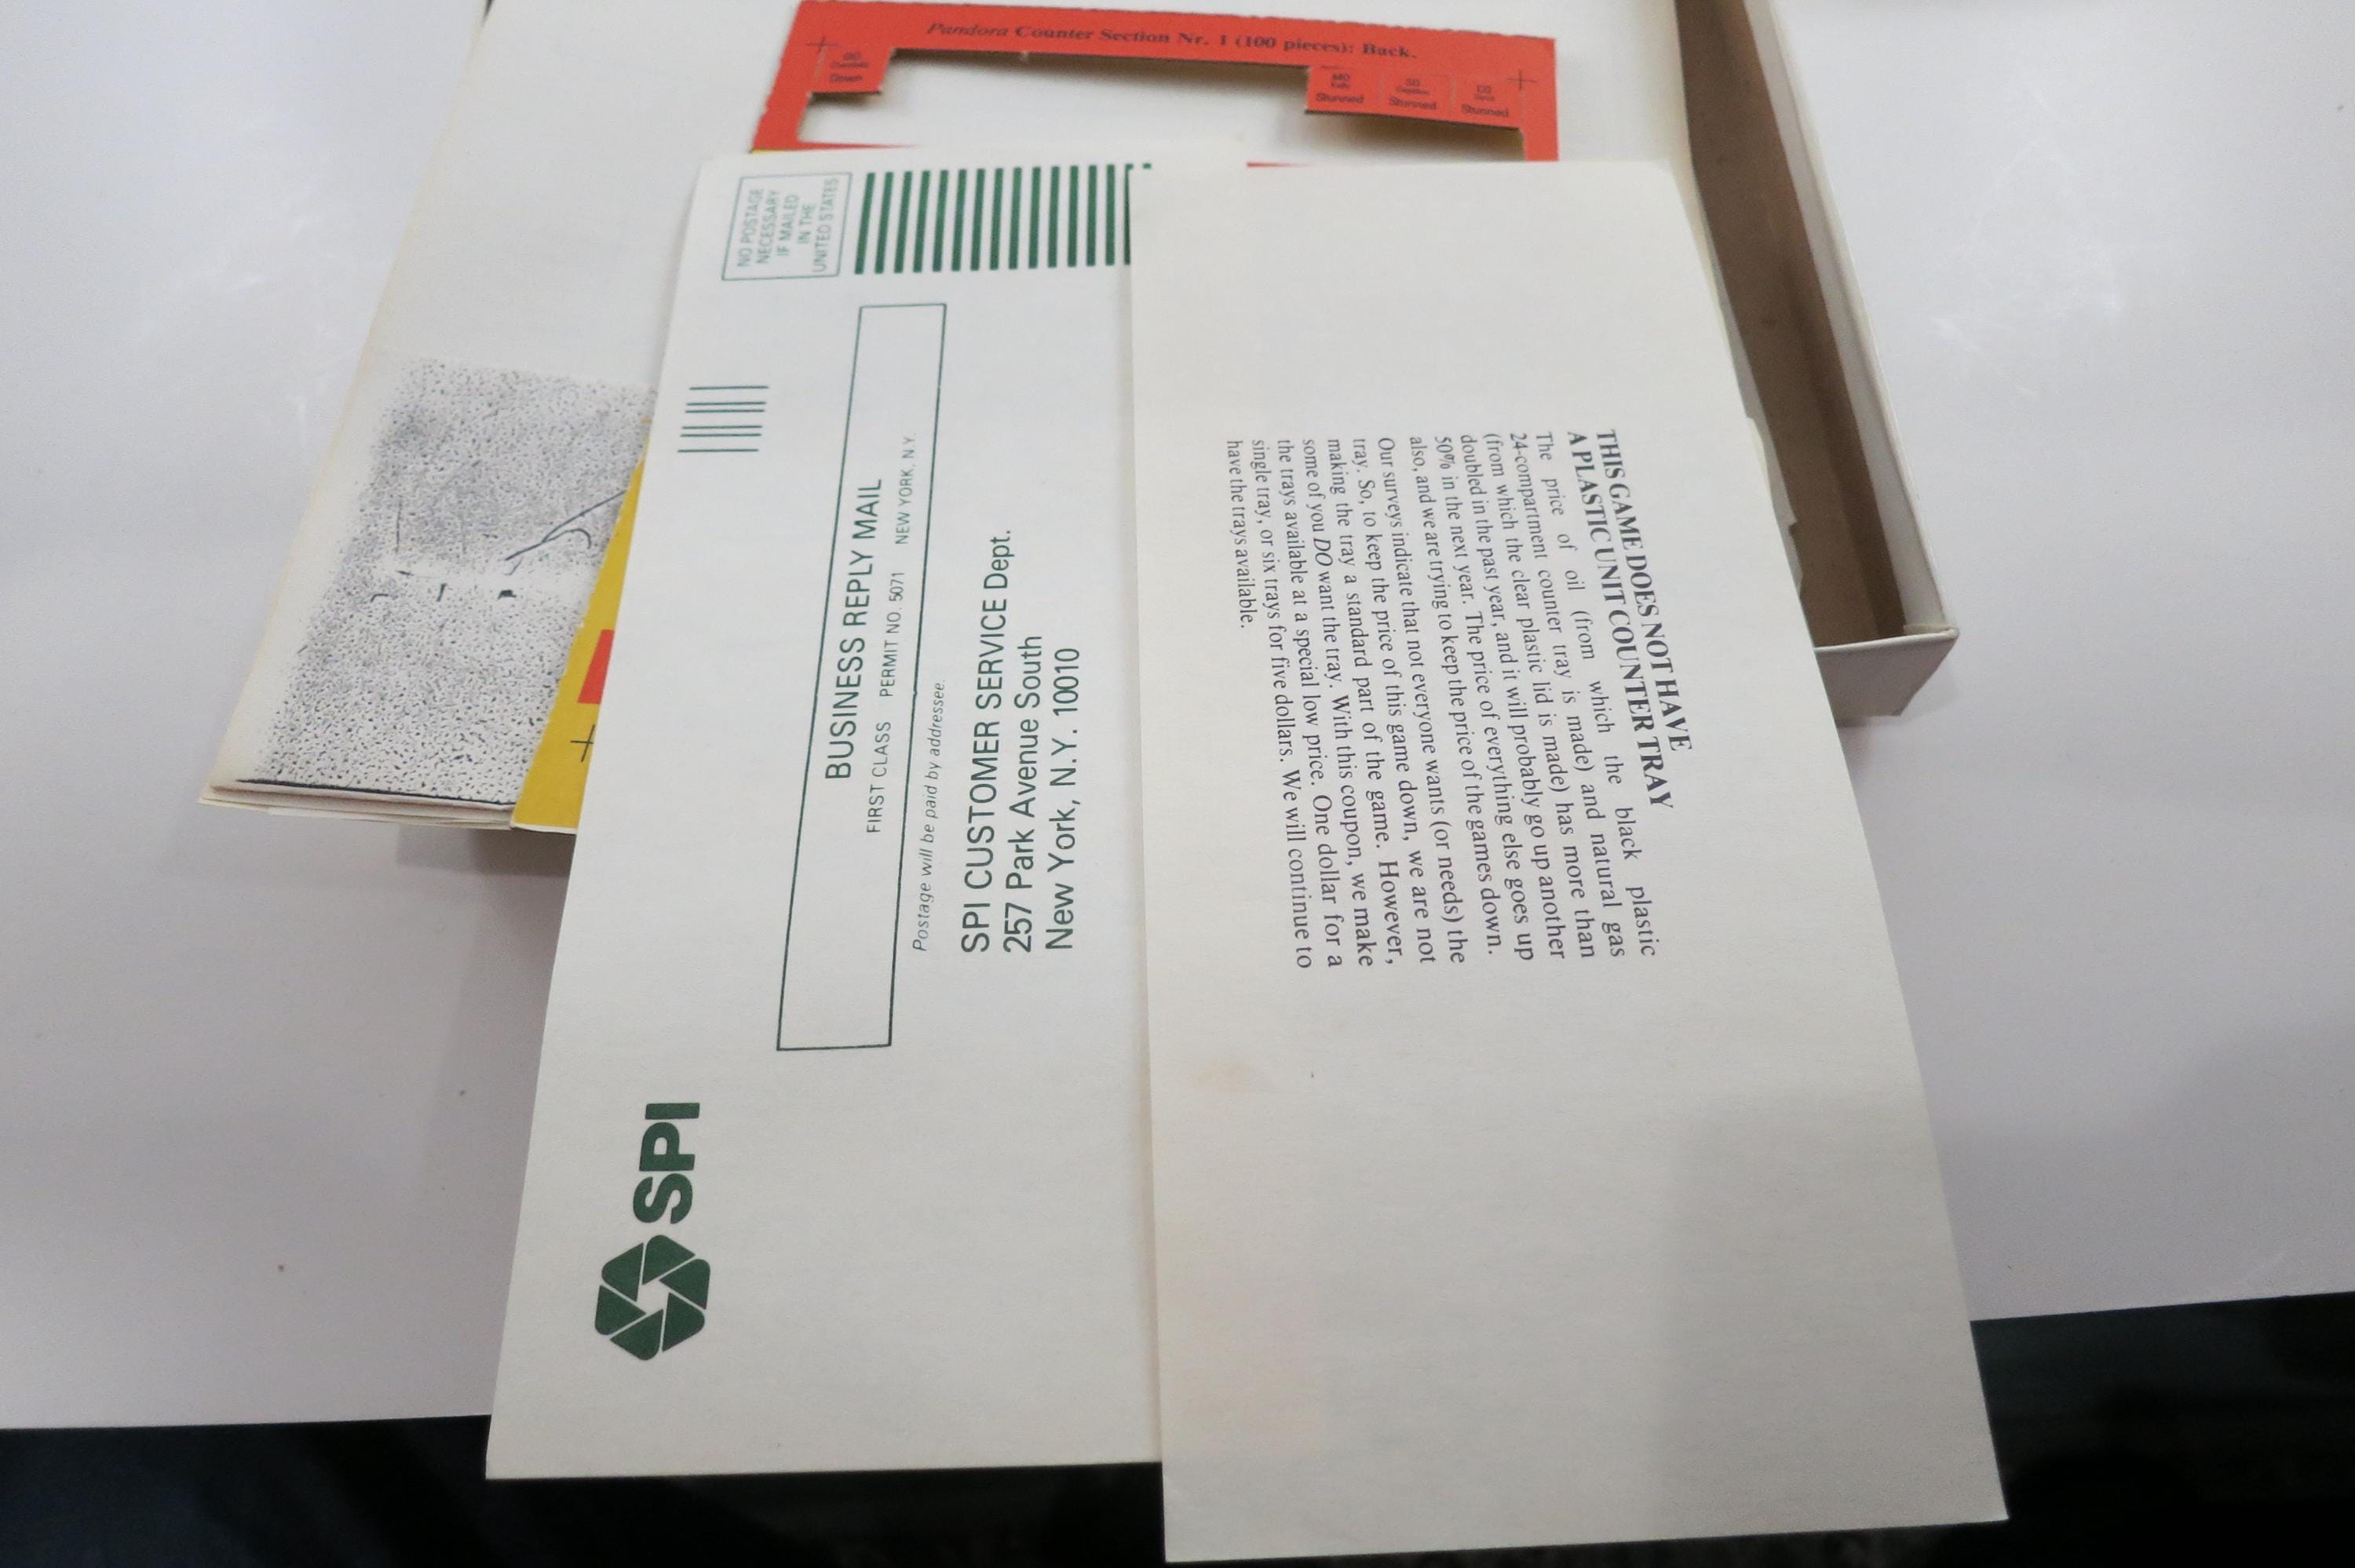 Pandora Counter Section Nr. 1 (100 pieces): Back.
Down
Stunned
Stunned
Stunned
NO POSTAGE
NECESSARY
IF MAILED
IN THE
UNITED STATES
BUSINESS REPLY MAIL
FIRST CLASS PERMIT NO. 5071 NEW YORK, N.Y.
Postage will be paid by addressee.
SPI CUSTOMER SERVICE Dept.
257 Park Avenue South
New York, N.Y. 10010
SPI
THIS GAME DOES NOT HAVE
A PLASTIC UNIT COUNTER TRAY
The price of oil (from which the black plastic
24-compartment counter tray is made) and natural gas
(from which the clear plastic lid is made) has more than
doubled in the past year, and it will probably go up another
50% in the next year. The price of everything else goes up
also, and we are trying to keep the price of the games down.
Our surveys indicate that not everyone wants (or needs) the
tray. So, to keep the price of this game down, we are not
making the tray a standard part of the game. However,
some of you DO want the tray. With this coupon, we make
the trays available at a special low price. One dollar for a
single tray, or six trays for five dollars. We will continue to
have the trays available.